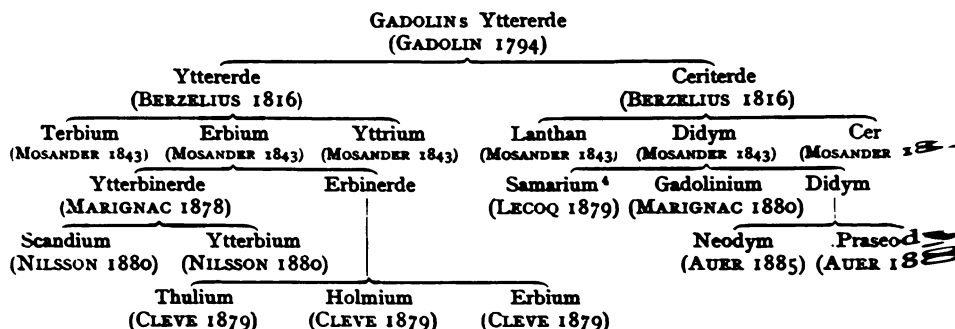 GADOLINS Yttererde
(GADOLIN 1794)
Yttererde Ceriterde
(BERZELIUS 1816) (BERZELIUS 1816)
Terbium Erbium Yttrium Lanthan Didym Cer
(MOSANDER 1843) (MOSANDER 1843) (MOSANDER 1843) (MOSANDER 1843) (MOSANDER 1843) (MOSANDER
Ytterbinerde Erbinerde Samarium⁴ Gadolinium Didym
(MARIGNAC 1878) (LECOQ 1879) (MARIGNAC 1880)
Scandium Ytterbium Neodym Praseod
(NILSSON 1880) (NILSSON 1880) (AUER 1885) (AUER
Thulium Holmium Erbium
(CLEVE 1879) (CLEVE 1879) (CLEVE 1879)